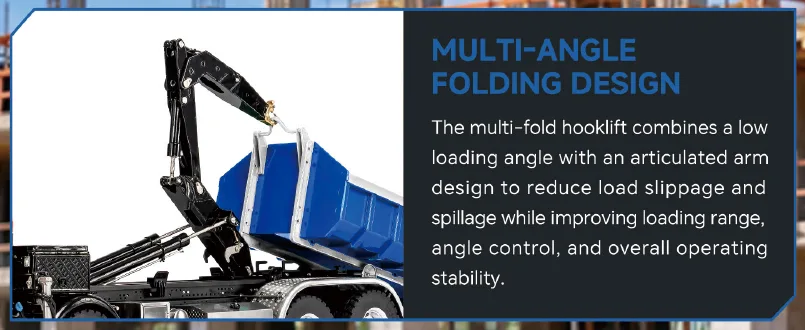 MULTI-ANGLE
FOLDING DESIGN
The multi-fold hooklift combines a low
loading angle with an articulated arm
design to reduce load slippage and
spillage while improving loading range,
angle control, and overall operating
stability.